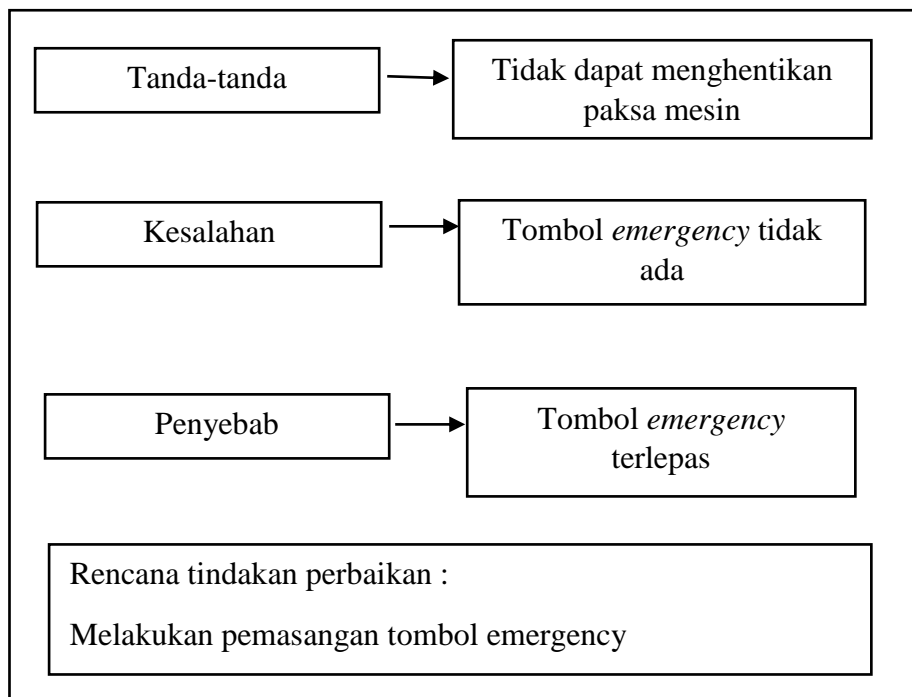 Tanda-tanda
Tidak dapat menghentikan
paksa mesin
Kesalahan
Tombol emergency tidak
ada
Penyebab
Tombol emergency
terlepas
Rencana tindakan perbaikan :
Melakukan pemasangan tombol emergency